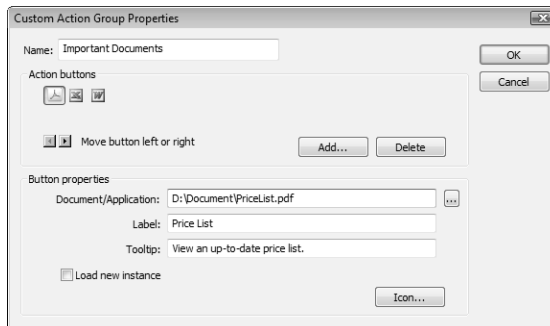 Custom Action Group Properties
Name: Important Documents
OK
Action buttons
Cancel
Move button left or right
Add...
Delete
Button properties
Document/Application: D:\Document\PriceList.pdf ...
Label: Price List
Tooltip: View an up-to-date price list.
Load new instance
Icon...